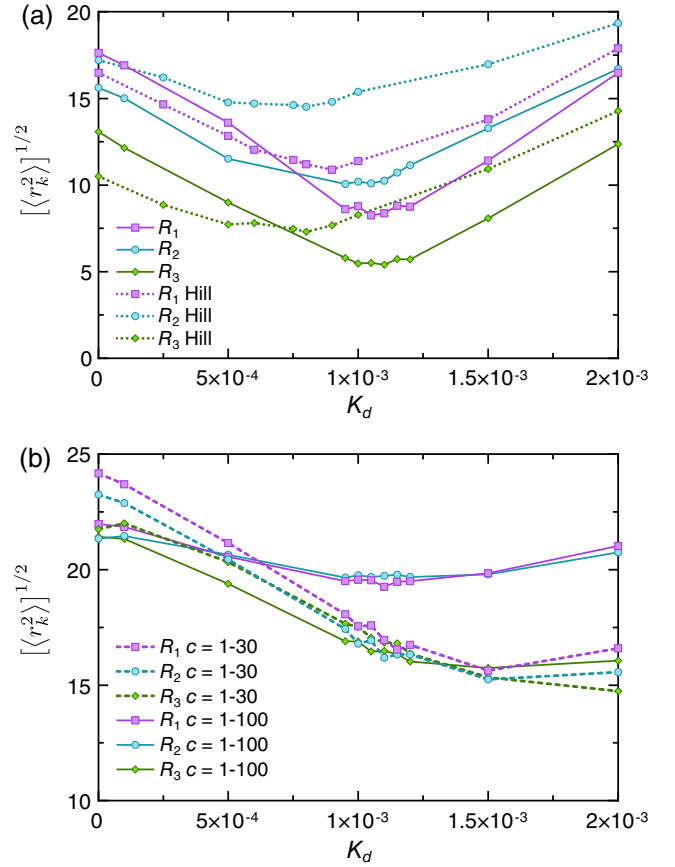 (a)
20
15
10
5
0
[⟨r_k^2⟩]^{1/2}
R_1
R_2
R_3
R_1 Hill
R_2 Hill
R_3 Hill
0 5×10^{-4} 1×10^{-3} 1.5×10^{-3} 2×10^{-3}
K_d
(b)
25
20
15
10
[⟨r_k^2⟩]^{1/2}
R_1 c = 1-30
R_2 c = 1-30
R_3 c = 1-30
R_1 c = 1-100
R_2 c = 1-100
R_3 c = 1-100
0 5×10^{-4} 1×10^{-3} 1.5×10^{-3} 2×10^{-3}
K_d